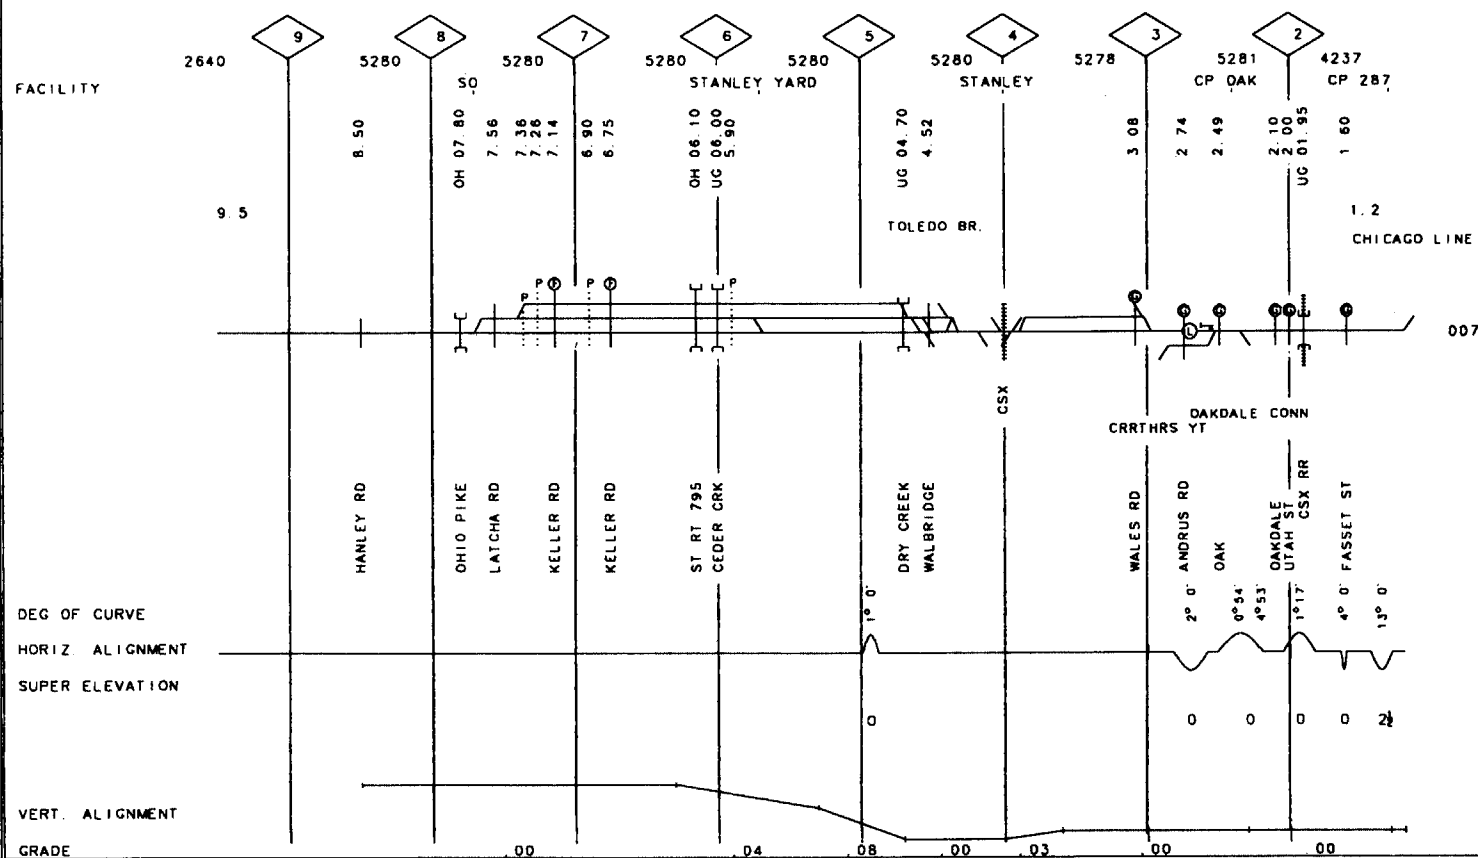 9 8 7 6 5 4 3 2
2640 5280 5280 5280 5280 5280 5278 5281 4237
FACILITY SO STANLEY YARD STANLEY CP OAK CP 287
8.50
OH 07.80
7.56
7.36
7.26
7.14
6.90
6.75
OH 06.10
UG 06.00
5.90
UG 04.70
4.52
3 08
2 74
2.49
2.10
2 00
UG 01.95
1 60
9.5 1.2
TOLEDO BR.
CHICAGO LINE
P P P P
007
L
CSX
OAKDALE CONN
CRRTHRS YT
HANLEY RD
OHIO PIKE
LATCHA RD
KELLER RD
KELLER RD
ST RT 795
CEDER CRK
DRY CREEK
WALBRIDGE
WALES RD
ANDRUS RD
OAK
OAKDALE
UTAH ST
CSX RR
FASSET ST
DEG OF CURVE
1° 0'
2° 0'
0°54'
4°53'
1°17'
4° 0'
13° 0'
HORIZ. ALIGNMENT
SUPER ELEVATION
0 0 0 0 0 2½
VERT. ALIGNMENT
GRADE .00 .04 .08 .00 .03 .00 .00